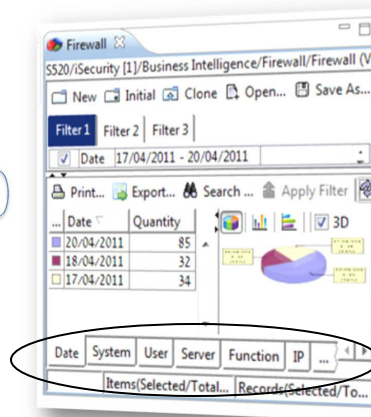 Firewall
S520/iSecurity [1]/Business Intelligence/Firewall/Firewall (V
New Initial Clone Open... Save As...
Filter1 Filter 2 Filter 3
Date 17/04/2011 - 20/04/2011
Print... Export... Search ... Apply Filter
... Date Quantity 3D
20/04/2011 85
18/04/2011 32
17/04/2011 34
Date System User Server Function IP ...
Items(Selected/Total... Records(Selected/To...